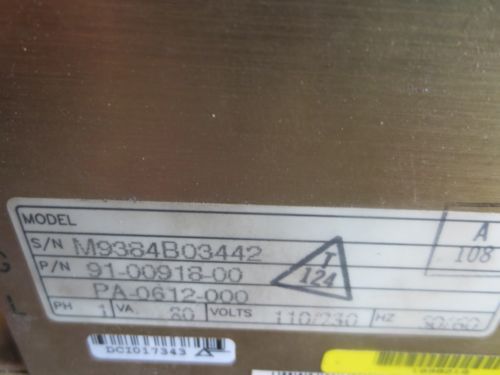 MODEL
S/N M9384B03442
P/N 91-00918-00
PA-0612-000
PH 1 VA 80 VOLTS 110/230 HZ 50/60
T
124
A
108
DCI017343 A